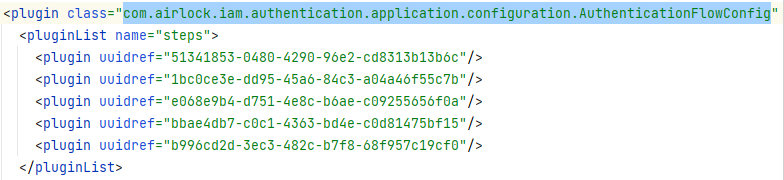 <plugin class="com.airlock.iam.authentication.application.configuration.AuthenticationFlowConfig"
<pluginList name="steps">
<plugin uuidref="51341853-0480-4290-96e2-cd8313b13b6c"/>
<plugin uuidref="1bc0ce3e-dd95-45a6-84c3-a04a46f55c7b"/>
<plugin uuidref="e068e9b4-d751-4e8c-b6ae-c09255656f0a"/>
<plugin uuidref="bbae4db7-c0c1-4363-bd4e-c0d81475bf15"/>
<plugin uuidref="b996cd2d-3ec3-482c-b7f8-68f957c19cf0"/>
</pluginList>